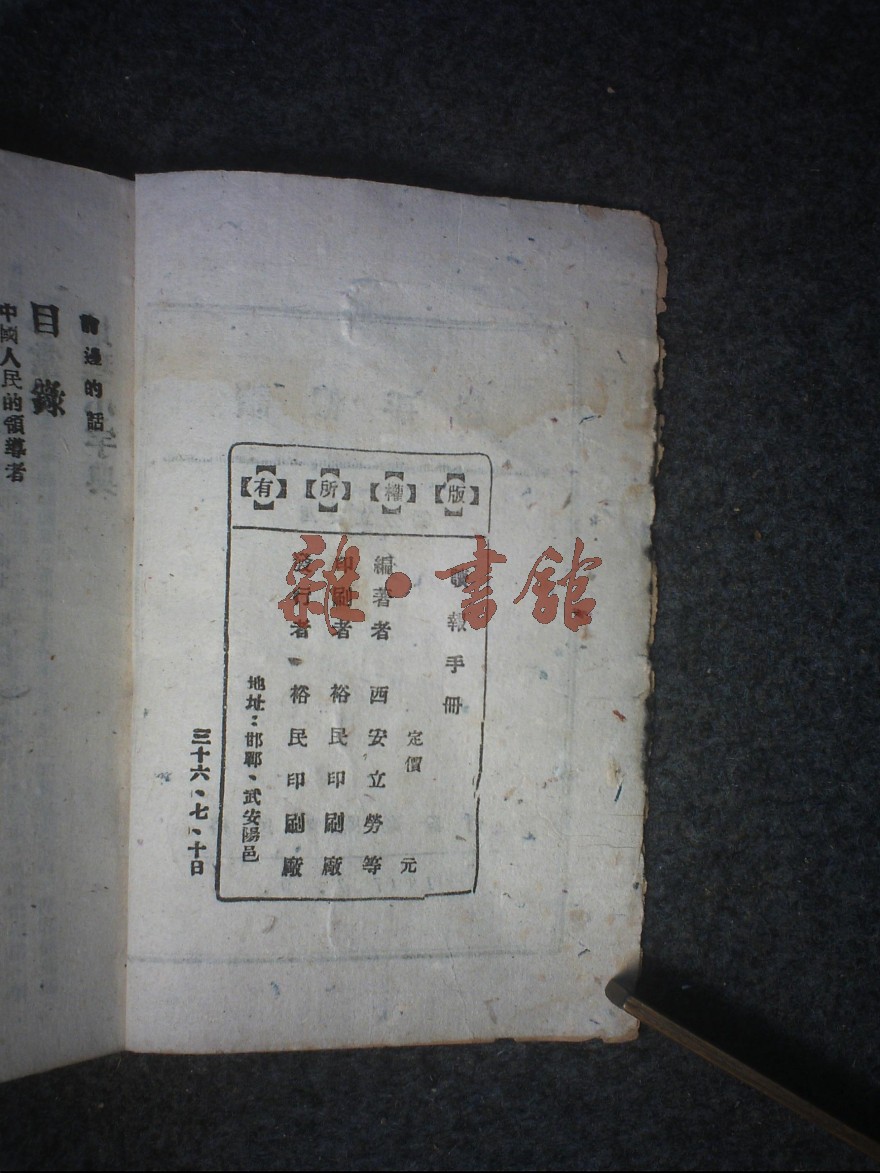 版權所有
讀報手冊
定價 元
編著者 西安立勞等
印刷者 裕民印刷廠
發行者 裕民印刷廠
地址：邯鄲、武安陽邑
三十六、七、十日
前邊的話
目錄
中國人民的領導者
雜·書館